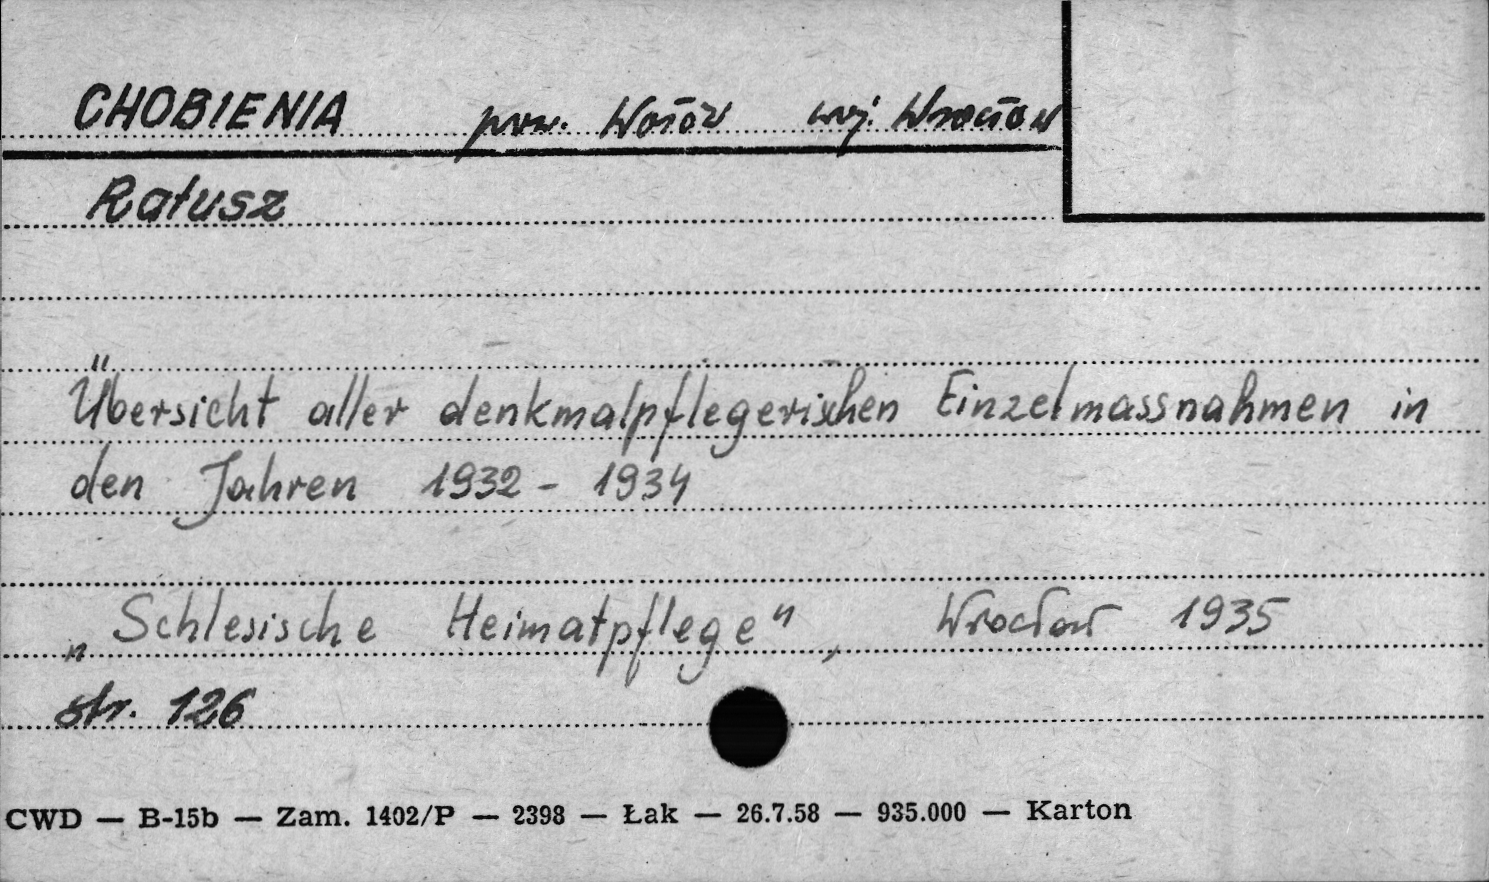 CHOBIENIA pow. Wołów woj. Wrocław
Ratusz
Übersicht aller denkmalpflegerischen Einzelmassnahmen in
den Jahren 1932 - 1934
„Schlesische Heimatpflege", Wrocław 1935
str. 126
CWD — B-15b — Zam. 1402/P — 2398 — Łak — 26.7.58 — 935.000 — Karton